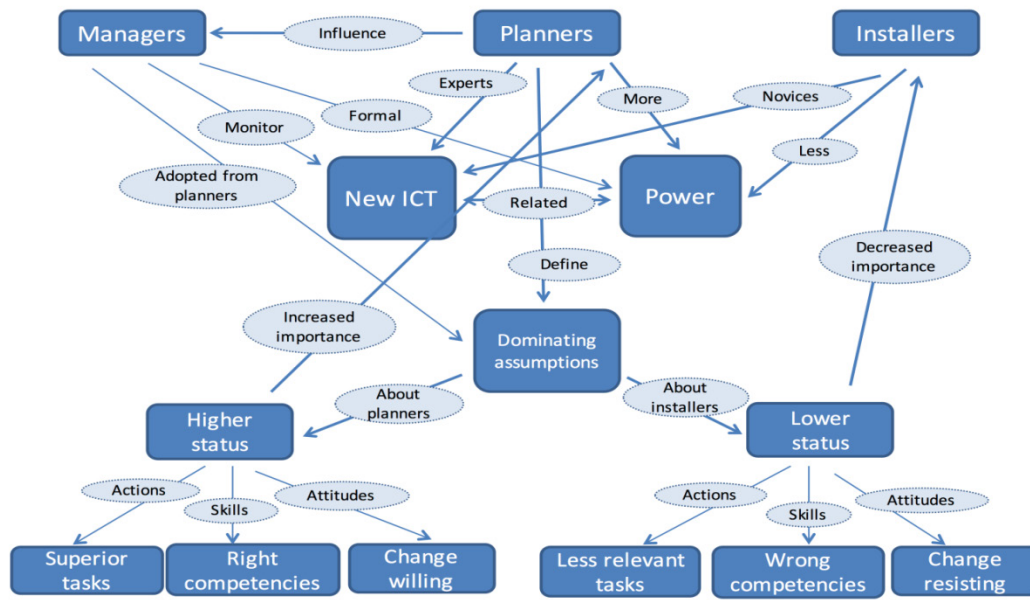 Managers
Influence
Planners
Installers
Experts
More
Novices
Monitor
Formal
Less
Adopted from
planners
New ICT
Related
Power
Define
Decreased
importance
Increased
importance
Dominating
assumptions
About
planners
About
installers
Higher
status
Lower
status
Actions
Skills
Attitudes
Actions
Skills
Attitudes
Superior
tasks
Right
competencies
Change
willing
Less relevant
tasks
Wrong
competencies
Change
resisting